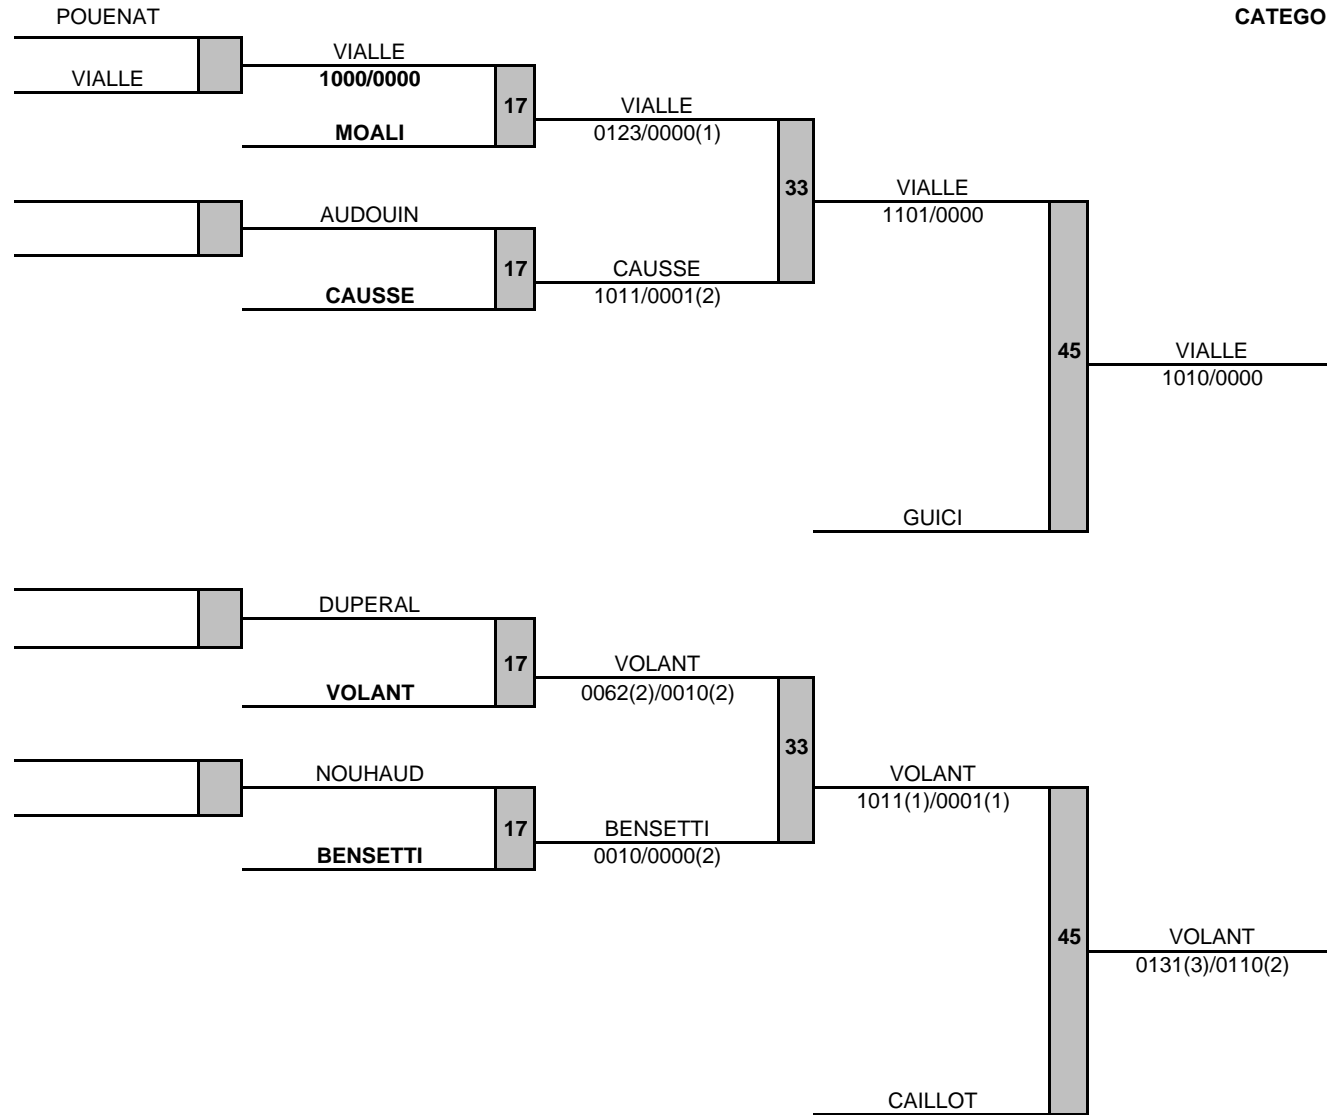 POUENAT
CATEGO
VIALLE
VIALLE
1000/0000
17
VIALLE
MOALI
0123/0000(1)
33
VIALLE
AUDOUIN
1101/0000
17
CAUSSE
CAUSSE
1011/0001(2)
45
VIALLE
1010/0000
GUICI
DUPERAL
17
VOLANT
VOLANT
0062(2)/0010(2)
33
NOUHAUD
VOLANT
1011(1)/0001(1)
17
BENSETTI
BENSETTI
0010/0000(2)
45
VOLANT
0131(3)/0110(2)
CAILLOT